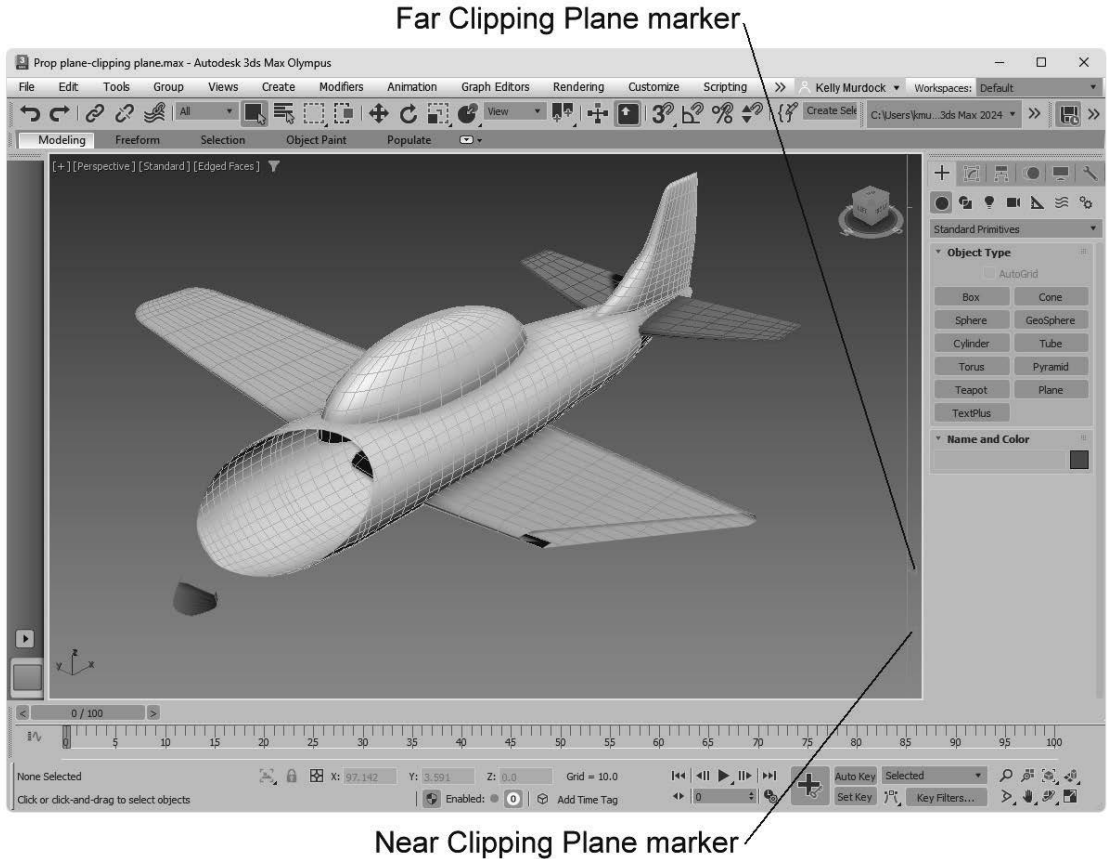 Far Clipping Plane marker
Prop plane-clipping plane.max - Autodesk 3ds Max Olympus
File Edit Tools Group Views Create Modifiers Animation Graph Editors Rendering Customize Scripting Kelly Murdock Workspaces: Default
All View Create Sele C:\Users\kmu...3ds Max 2024
Modeling Freeform Selection Object Paint Populate
[+] [Perspective] [Standard] [Edged Faces]
Standard Primitives
Object Type
AutoGrid
Box Cone
Sphere GeoSphere
Cylinder Tube
Torus Pyramid
Teapot Plane
TextPlus
Name and Color
z
y x
< 0 / 100 >
0 5 10 15 20 25 30 35 40 45 50 55 60 65 70 75 80 85 90 95 100
None Selected X: 97.142 Y: 3.591 Z: 0.0 Grid = 10.0 Auto Key Selected
Click or click-and-drag to select objects Enabled: 0 Add Time Tag 0 Set Key Key Filters...
Near Clipping Plane marker